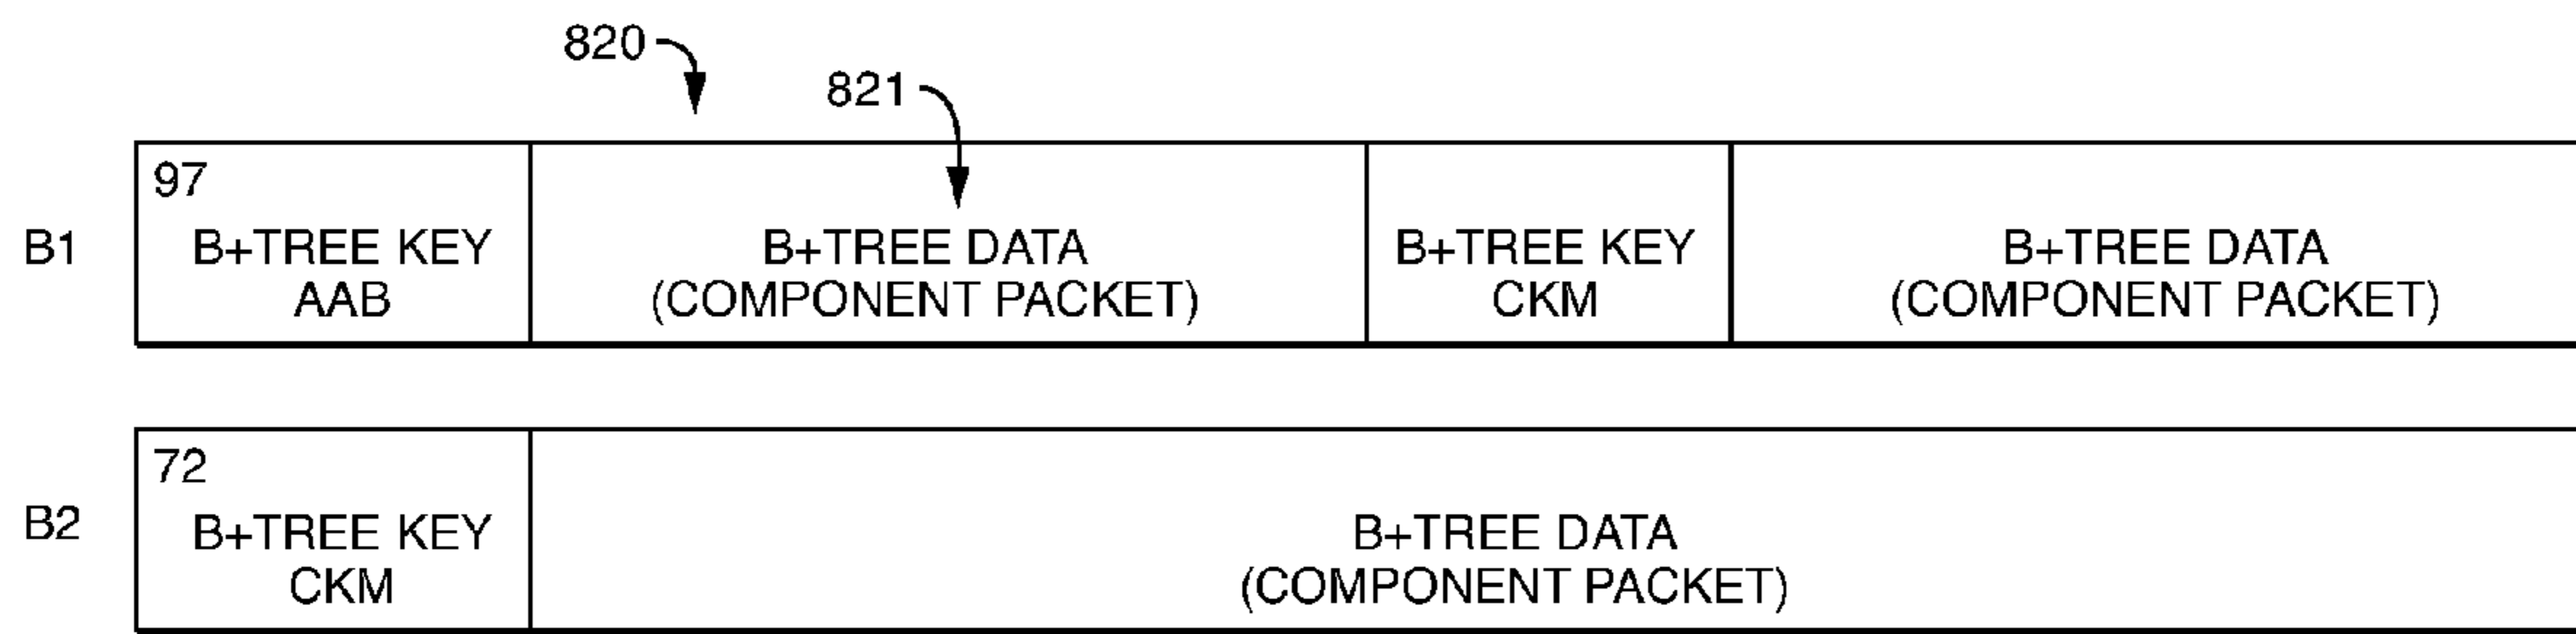 820
821
97
B1
B+TREE KEY
AAB
B+TREE DATA
(COMPONENT PACKET)
B+TREE KEY
CKM
B+TREE DATA
(COMPONENT PACKET)
72
B2
B+TREE KEY
CKM
B+TREE DATA
(COMPONENT PACKET)